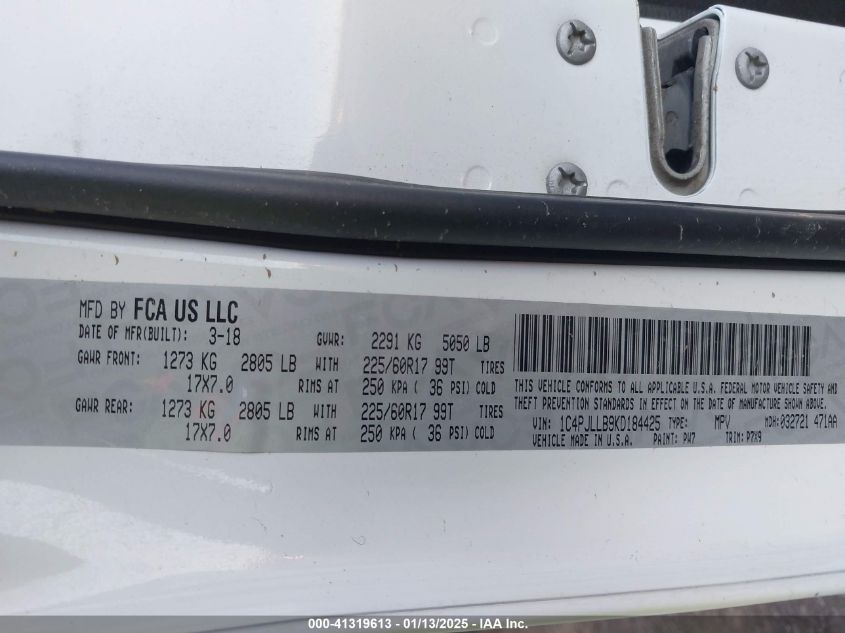 MFD BY FCA US LLC
DATE OF MFR(BUILT): 3-18 GVWR: 2291 KG 5050 LB
GAWR FRONT: 1273 KG 2805 LB WITH 225/60R17 99T TIRES
17X7.0 RIMS AT 250 KPA ( 36 PSI) COLD
GAWR REAR: 1273 KG 2805 LB WITH 225/60R17 99T TIRES
17X7.0 RIMS AT 250 KPA ( 36 PSI) COLD
THIS VEHICLE CONFORMS TO ALL APPLICABLE U.S.A. FEDERAL MOTOR VEHICLE SAFETY AND
THEFT PREVENTION STANDARDS IN EFFECT ON THE DATE OF MANUFACTURE SHOWN ABOVE.
VIN: 1C4PJLLB9KD184425 TYPE: MPV MDH: 032721 471AA
VEHICLE MADE IN U.S.A. PAINT: PW7 TRIM: P7X9
000-41319613 - 01/13/2025 - IAA Inc.